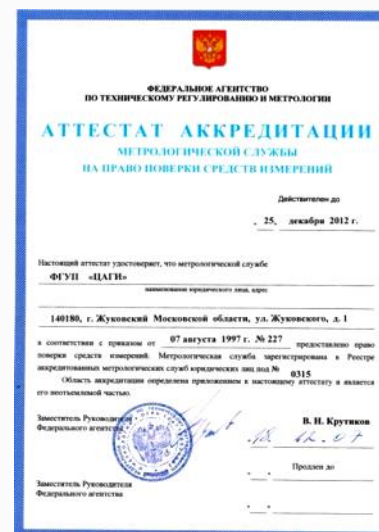 ФЕДЕРАЛЬНОЕ АГЕНТСТВО
ПО ТЕХНИЧЕСКОМУ РЕГУЛИРОВАНИЮ И МЕТРОЛОГИИ
АТТЕСТАТ АККРЕДИТАЦИИ
МЕТРОЛОГИЧЕСКОЙ СЛУЖБЫ
НА ПРАВО ПОВЕРКИ СРЕДСТВ ИЗМЕРЕНИЙ
Действителен до
„ 25„ декабря 2012 г.
Настоящий аттестат удостоверяет, что метрологической службе
ФГУП «ЦАГИ»
наименование юридического лица, адрес
140180, г. Жуковский Московской области, ул. Жуковского, д. 1
в соответствии с приказом от 07 августа 1997 г. № 227 предоставлено право
поверки средств измерений. Метрологическая служба зарегистрирована в Реестре
аккредитованных метрологических служб юридических лиц под № 0315
Область аккредитации определена приложением к настоящему аттестату и является
его неотъемлемой частью.
Заместитель Руководителя
Федерального агентства
В. Н. Крутиков
18. 12. 07
Продлен до
Заместитель Руководителя
Федерального агентства